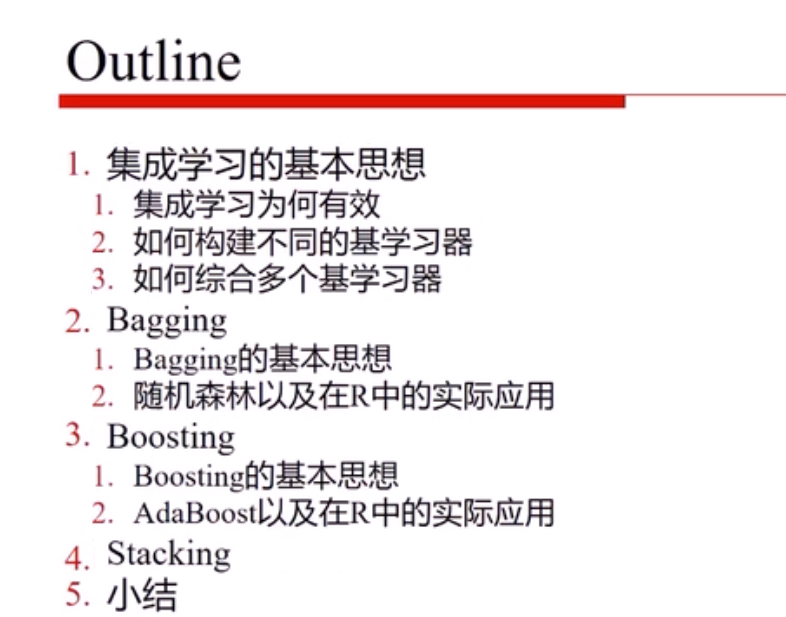 Outline
1. 集成学习的基本思想
1. 集成学习为何有效
2. 如何构建不同的基学习器
3. 如何综合多个基学习器
2. Bagging
1. Bagging的基本思想
2. 随机森林以及在R中的实际应用
3. Boosting
1. Boosting的基本思想
2. AdaBoost以及在R中的实际应用
4. Stacking
5. 小结